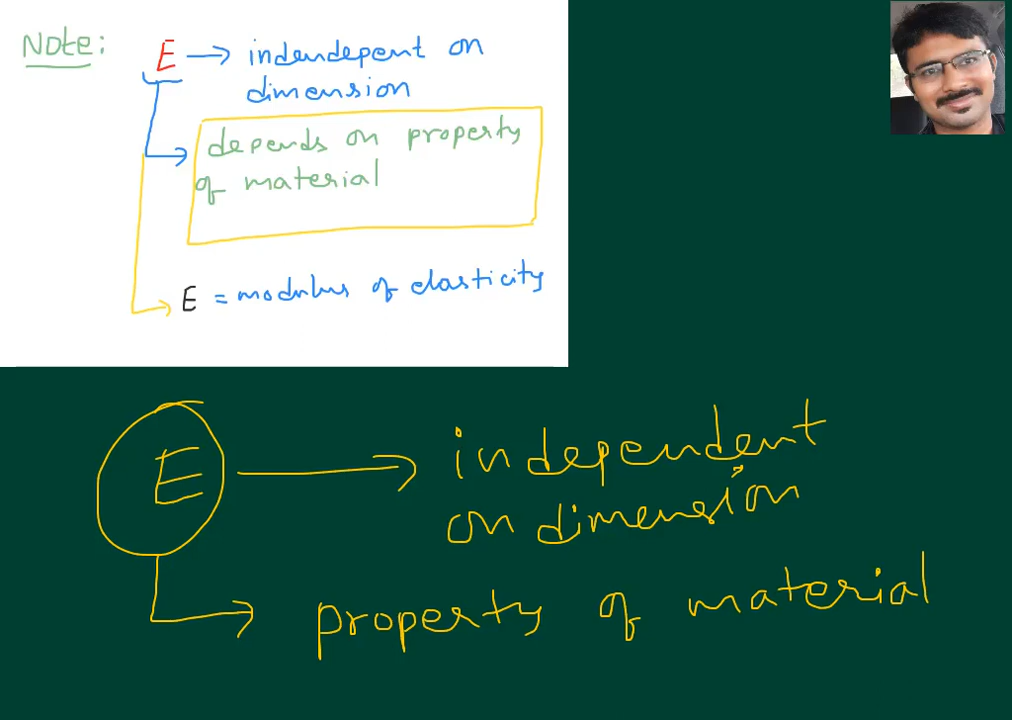 Note:
E → indendepent on
dimension
depends on property
of material
E = modulus of elasticity
E → independent
on dimension
property of material